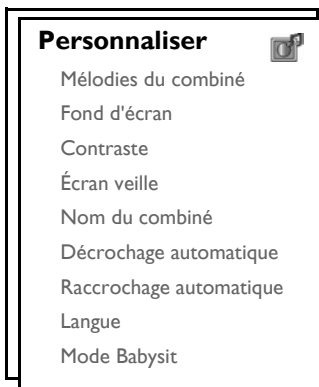 Personnaliser
Mélodies du combiné
Fond d'écran
Contraste
Écran veille
Nom du combiné
Décrochage automatique
Raccrochage automatique
Langue
Mode Babysit